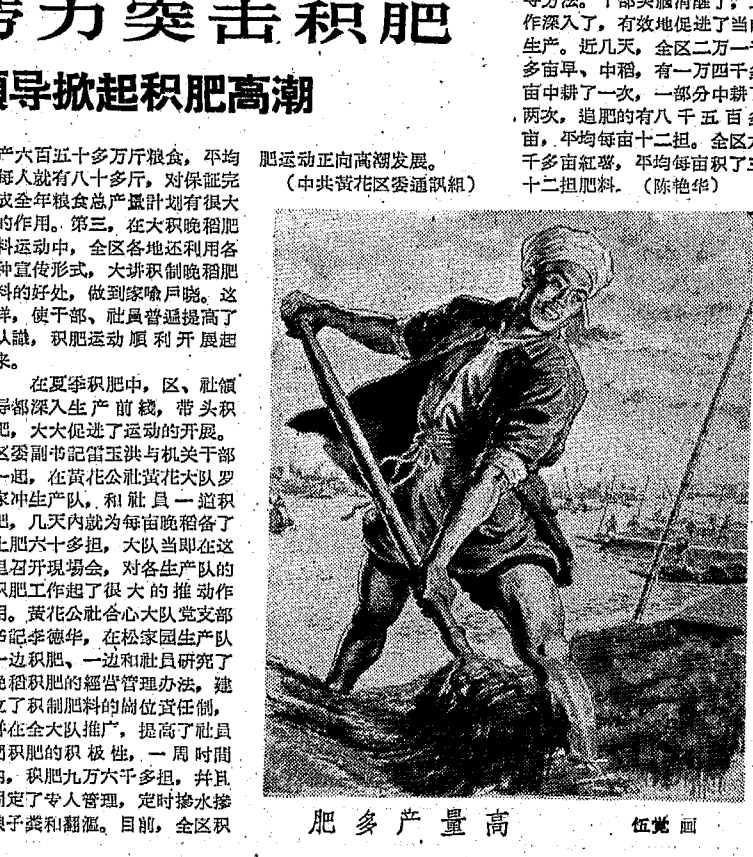 劳力突击积肥
领导掀起积肥高潮
产六百五十多万斤粮食，平均
每人就有八十多斤，对保証完
成全年粮食总产量計划有很大
的作用。第三，在大积晚稻肥
料运动中，全区各地还利用各
种宣传形式，大讲积制晚稻肥
料的好处，做到家喩戶晓。这
样，使干部、社員普遍提高了
认識，积肥运动順利开展起
来。
在夏季积肥中，区、社領
导都深入生产前綫，带头积
肥，大大促进了运动的开展。
区委副书記雷玉洪与机关干部
一起，在黃花公社黃花大队罗
家冲生产队，和社員一道积
肥，几天内就为每亩晚稻备了
土肥六十多担，大队当即在这
里召开現場会，对各生产队的
积肥工作起了很大的推动作
用。黃花公社合心大队党支部
书記李德华，在松家园生产队
一边积肥、一边和社員研究了
晚稻积肥的經营管理办法，建
立了积制肥料的崗位責任制，
并在全大队推广，提高了社員
們积肥的积极性，一周时間
内，积肥九万六千多担，幷且
固定了专人管理，定时摻水摻
粮子粪和翻漚。目前，全区积
肥运动正向高潮发展。
（中共黃花区委通訊組）
作深入了，有效地促进了当前
生产。近几天，全区二万一千
多亩早、中稻，有一万四千多
亩中耕了一次，一部分中耕了
两次，追肥的有八千五百多
亩，平均每亩十二担。全区
千多亩紅薯，平均每亩积了三
十二担肥料。（陈艳华）
肥多产量高
伍觉 画